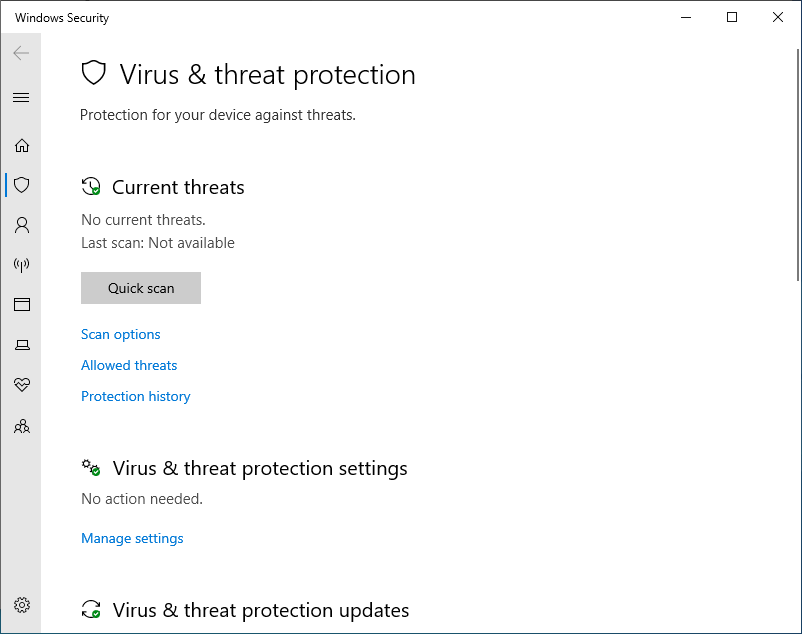 Windows Security
Virus & threat protection
Protection for your device against threats.
Current threats
No current threats.
Last scan: Not available
Quick scan
Scan options
Allowed threats
Protection history
Virus & threat protection settings
No action needed.
Manage settings
Virus & threat protection updates